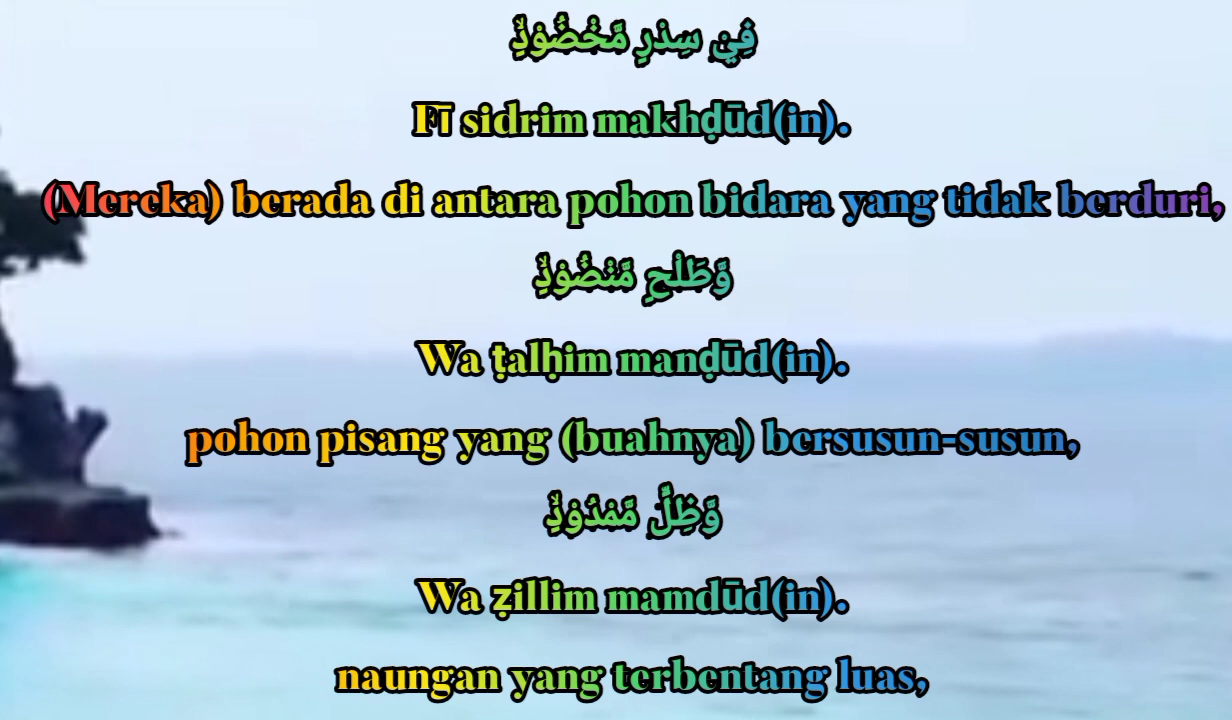 فِيْ سِدْرٍ مَّخْضُوْدٍۙ
Fī sidrim makhḍūd(in).
(Mereka) berada di antara pohon bidara yang tidak berduri,
وَّطَلْحٍ مَّنْضُوْدٍۙ
Wa ṭalḥim manḍūd(in).
pohon pisang yang (buahnya) bersusun-susun,
وَّظِلٍّ مَّمْدُوْدٍۙ
Wa ẓillim mamdūd(in).
naungan yang terbentang luas,